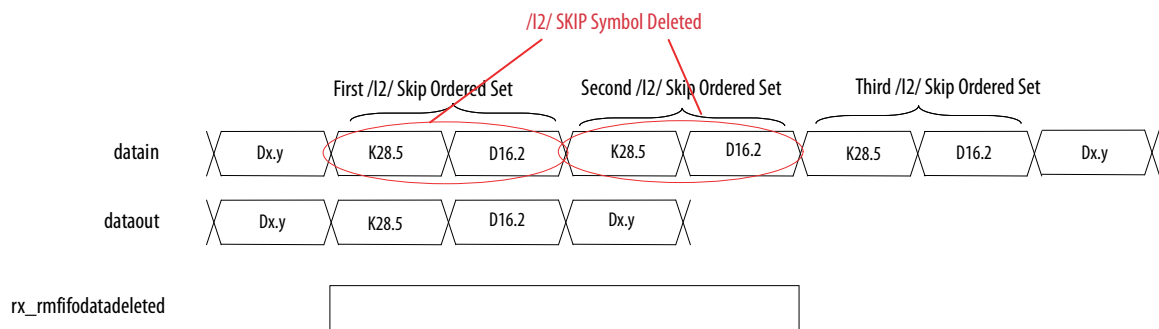 /I2/ SKIP Symbol Deleted
First /I2/ Skip Ordered Set Second /I2/ Skip Ordered Set Third /I2/ Skip Ordered Set
datain Dx.y K28.5 D16.2 K28.5 D16.2 K28.5 D16.2 Dx.y
dataout Dx.y K28.5 D16.2 Dx.y
rx_rmfifodatadeleted